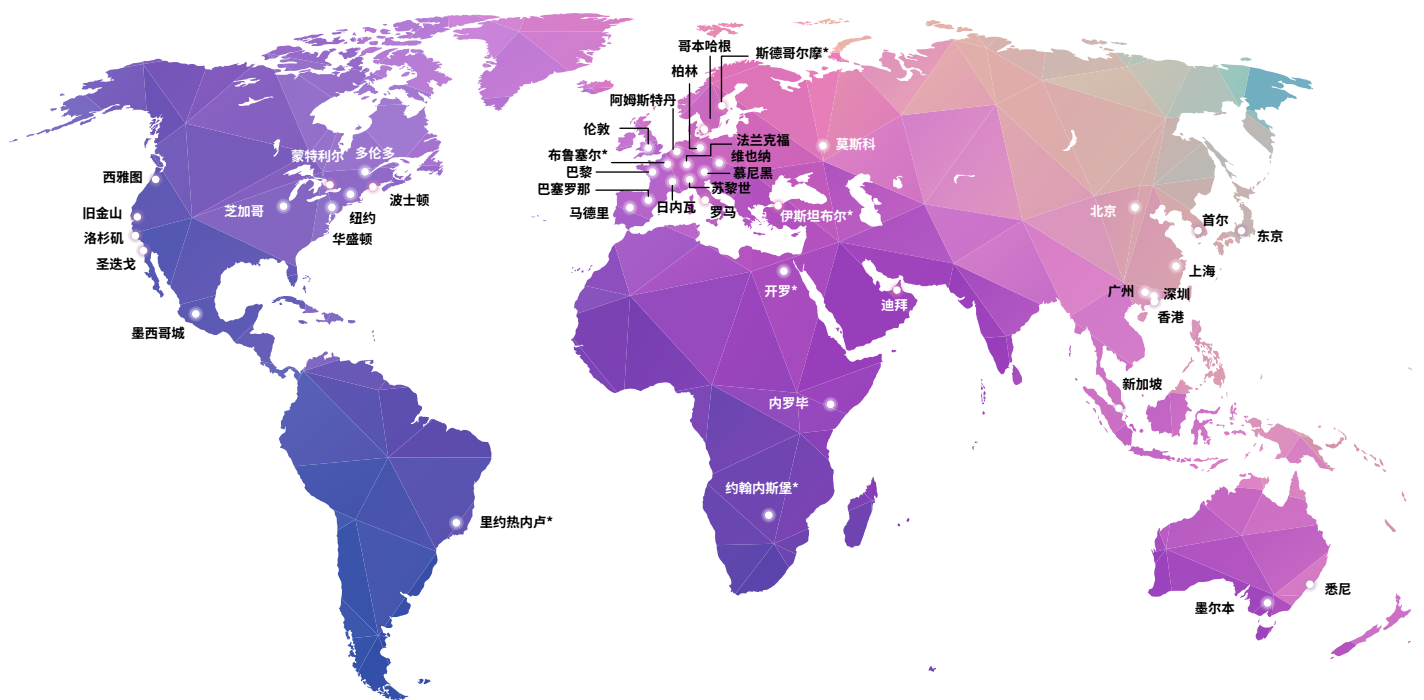 哥本哈根
斯德哥尔摩*
柏林
阿姆斯特丹
伦敦
法兰克福
莫斯科
布鲁塞尔*
维也纳
巴黎
慕尼黑
巴塞罗那
苏黎世
马德里
日内瓦
罗马
伊斯坦布尔*
蒙特利尔
多伦多
西雅图
波士顿
旧金山
芝加哥
纽约
洛杉矶
华盛顿
圣迭戈
墨西哥城
里约热内卢*
开罗*
迪拜
内罗毕
约翰内斯堡*
北京
首尔
东京
上海
广州
深圳
香港
新加坡
悉尼
墨尔本